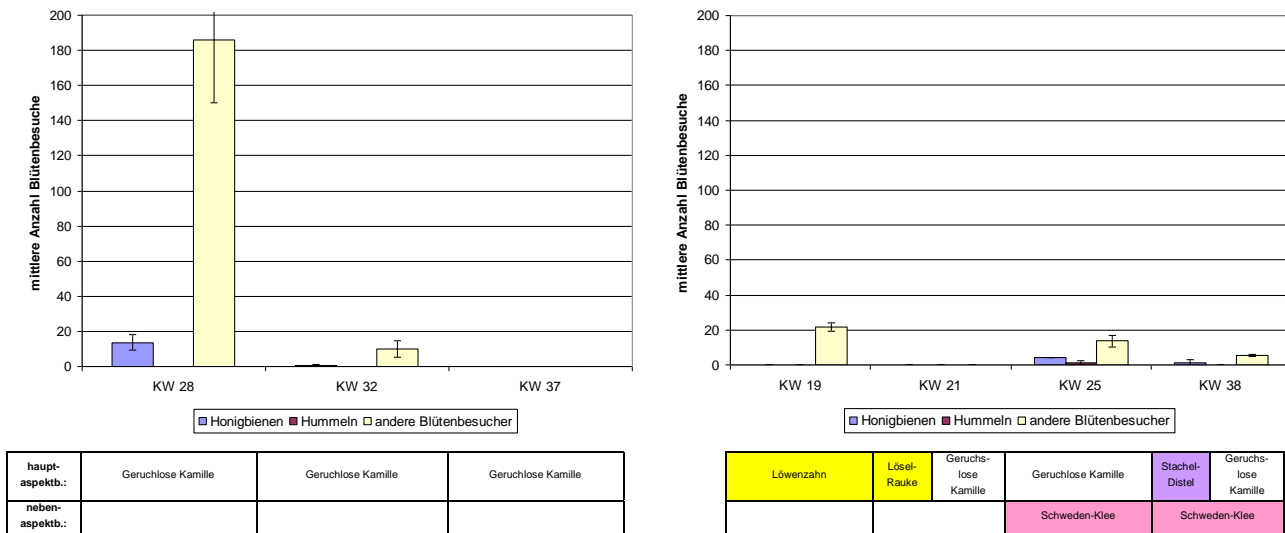 mittlere Anzahl Blütenbesuche
200
180
160
140
120
100
80
60
40
20
0
KW 28 KW 32 KW 37
Honigbienen Hummeln andere Blütenbesucher
haupt-
aspektb.:
Geruchlose Kamille Geruchlose Kamille Geruchlose Kamille
neben-
aspektb.:
mittlere Anzahl Blütenbesuche
200
180
160
140
120
100
80
60
40
20
0
KW 19 KW 21 KW 25 KW 38
Honigbienen Hummeln andere Blütenbesucher
Löwenzahn
Lösel-
Rauke
Geruchs-
lose
Kamille
Geruchlose Kamille
Stachel-
Distel
Geruchs-
lose
Kamille
Schweden-Klee Schweden-Klee